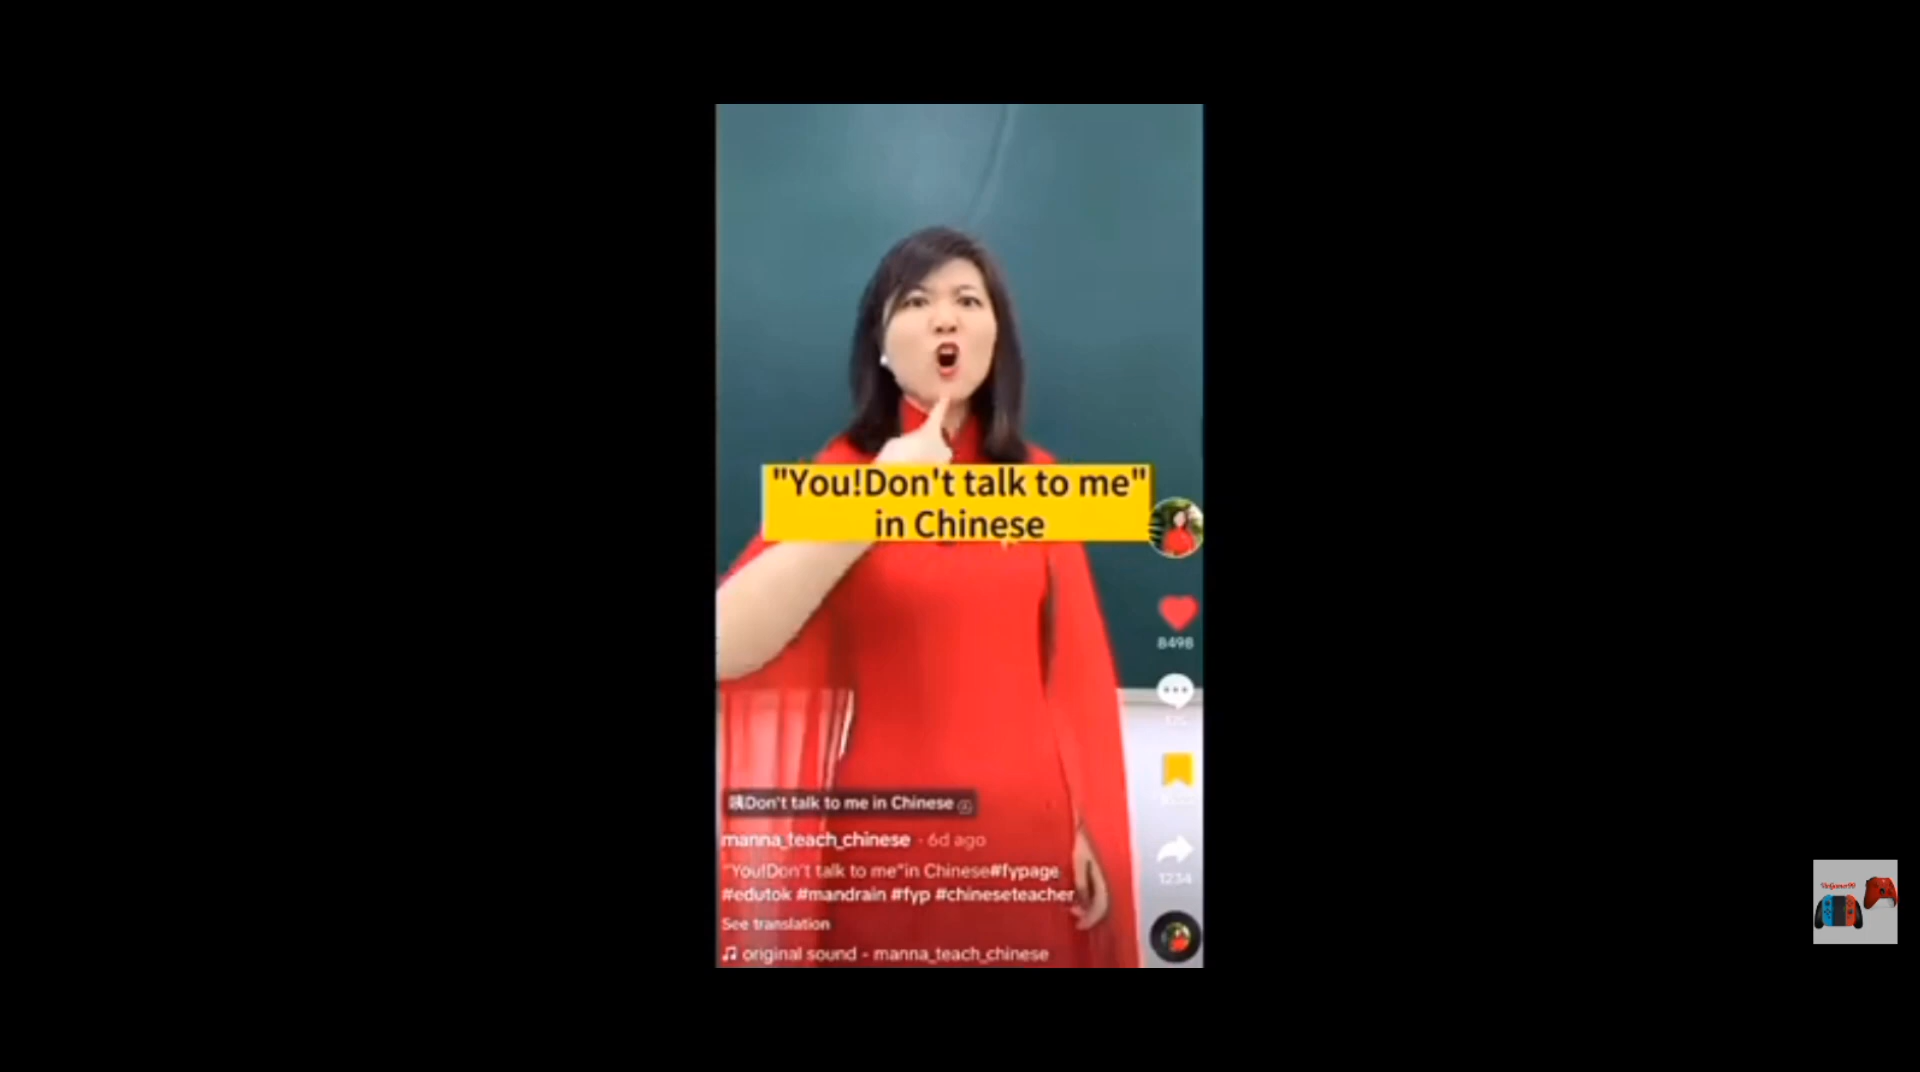 "You!Don't talk to me"
in Chinese
8498
Don't talk to me in Chinese
manna_teach_chinese · 6d ago
"You!Don't talk to me"in Chinese#fypage
#edutok #mandrain #fyp #chineseteacher
See translation
original sound - manna_teach_chinese
1234